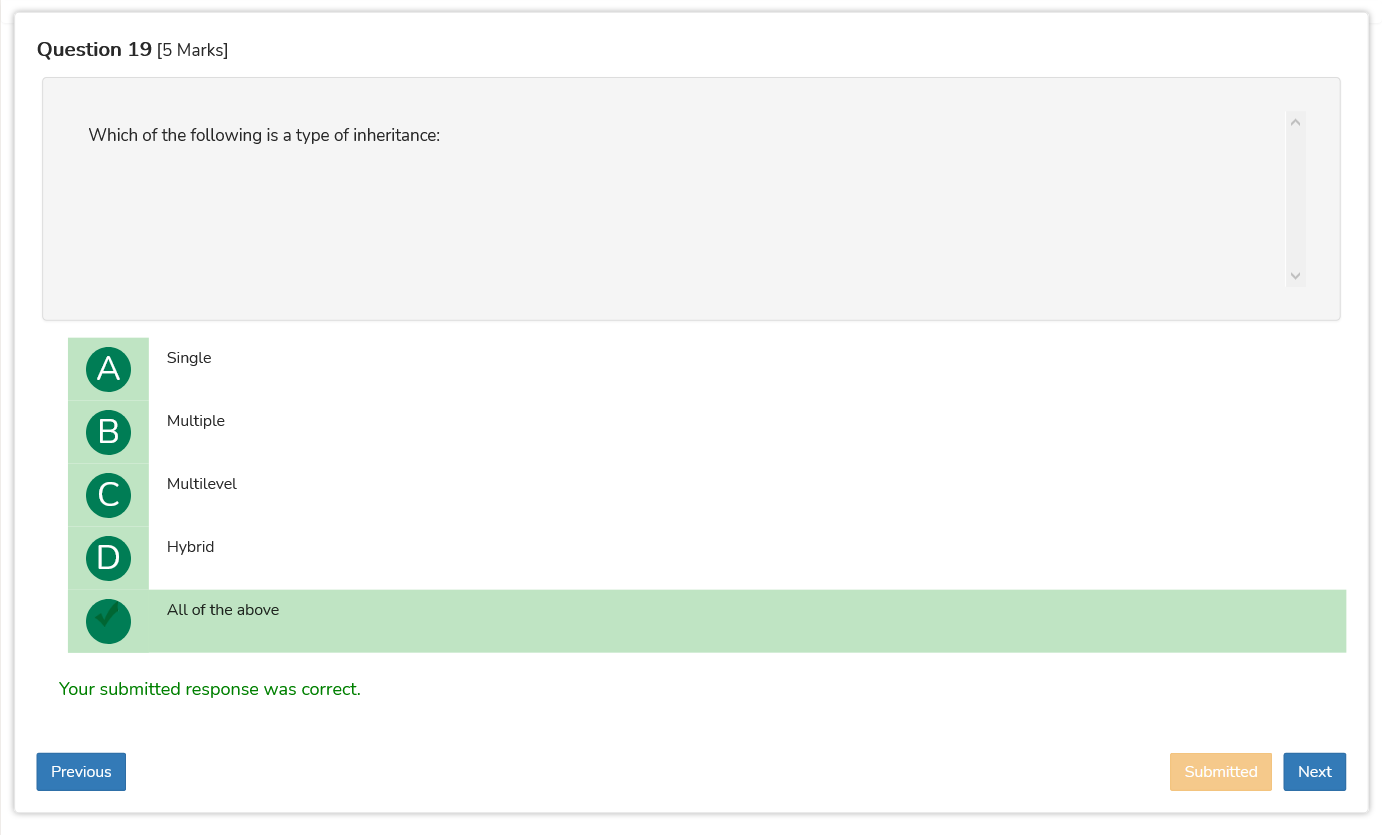 Question 19 [5 Marks]
Which of the following is a type of inheritance:
A Single
B Multiple
C Multilevel
D Hybrid
All of the above
Your submitted response was correct.
Previous Submitted Next